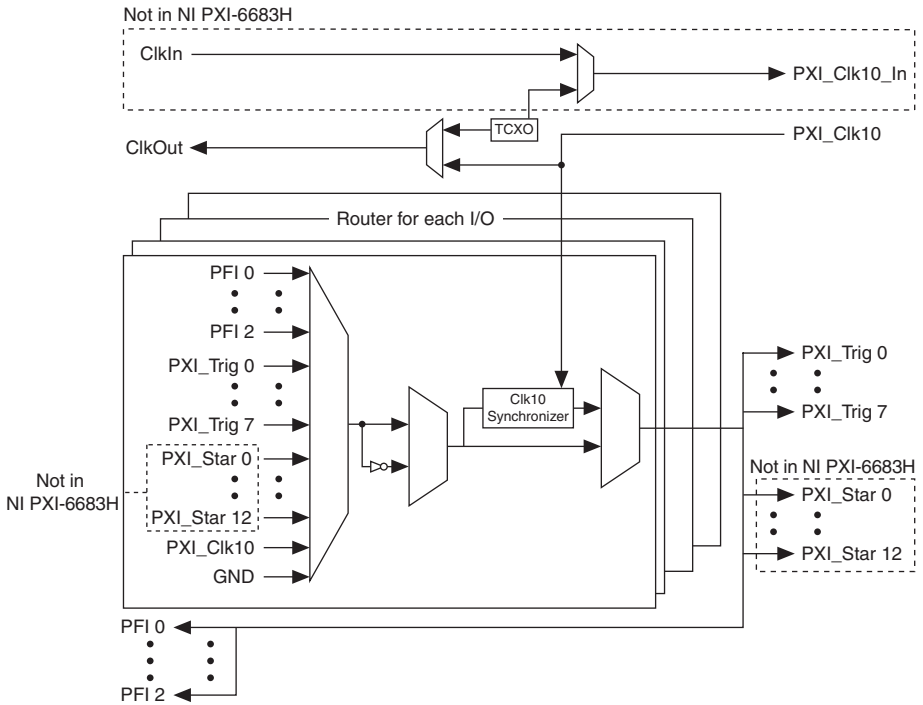 Not in NI PXI-6683H
ClkIn
PXI_Clk10_In
TCXO
PXI_Clk10
ClkOut
Router for each I/O
PFI 0
PFI 2
PXI_Trig 0
PXI_Trig 7
PXI_Star 0
PXI_Star 12
PXI_Clk10
GND
Not in
NI PXI-6683H
Clk10
Synchronizer
PXI_Trig 0
PXI_Trig 7
Not in NI PXI-6683H
PXI_Star 0
PXI_Star 12
PFI 0
PFI 2